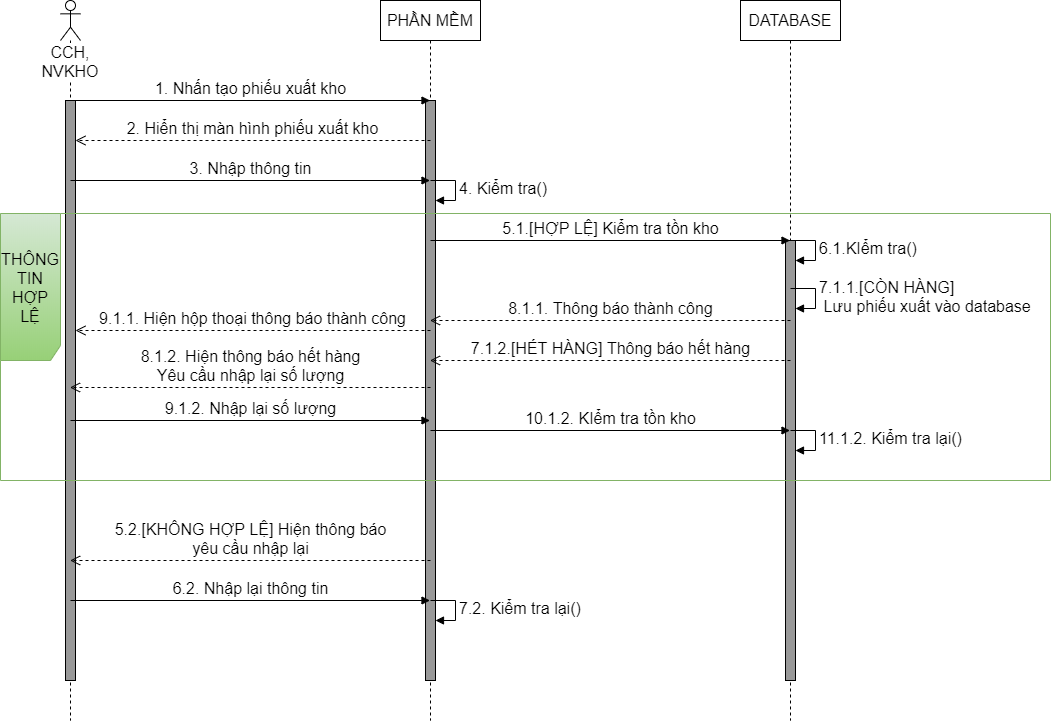 PHẦN MỀM
DATABASE
CCH,
NVKHO
1. Nhấn tạo phiếu xuất kho
2. Hiển thị màn hình phiếu xuất kho
3. Nhập thông tin
4. Kiểm tra()
THÔNG
TIN
HỢP
LỆ
5.1.[HỢP LỆ] Kiểm tra tồn kho
6.1.KIểm tra()
7.1.1.[CÒN HÀNG]
Lưu phiếu xuất vào database
8.1.1. Thông báo thành công
9.1.1. Hiện hộp thoại thông báo thành công
7.1.2.[HẾT HÀNG] Thông báo hết hàng
8.1.2. Hiện thông báo hết hàng
Yêu cầu nhập lại số lượng
9.1.2. Nhập lại số lượng
10.1.2. KIểm tra tồn kho
11.1.2. Kiểm tra lại()
5.2.[KHÔNG HỢP LỆ] Hiện thông báo
yêu cầu nhập lại
6.2. Nhập lại thông tin
7.2. Kiểm tra lại()